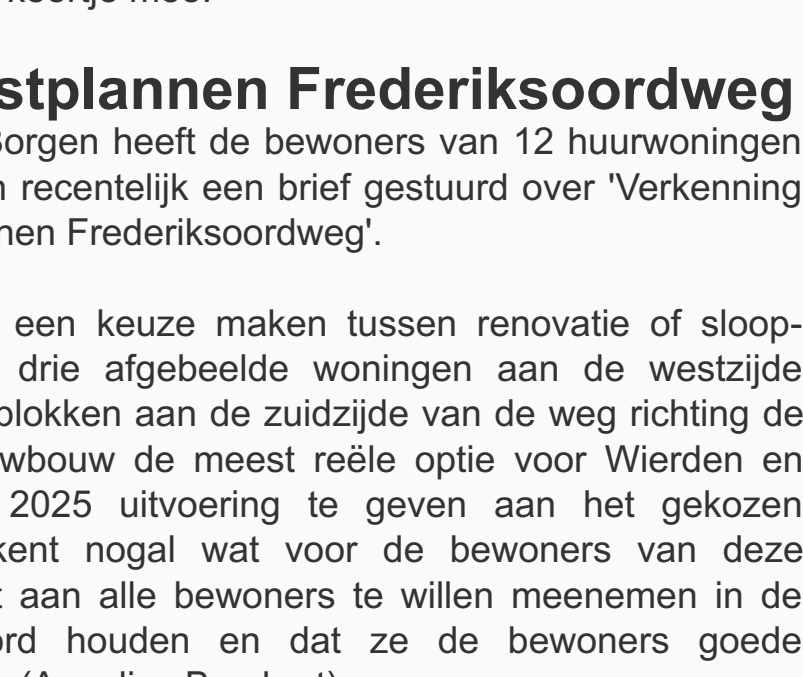 stplannen Frederiksoordweg
Borgen heeft de bewoners van 12 huurwoningen
n recentelijk een brief gestuurd over 'Verkenning
nen Frederiksoordweg'.
een keuze maken tussen renovatie of sloop-
drie afgebeelde woningen aan de westzijde
blokken aan de zuidzijde van de weg richting de
wbouw de meest reële optie voor Wierden en
2025 uitvoering te geven aan het gekozen
kent nogal wat voor de bewoners van deze
t aan alle bewoners te willen meenemen in de
ord houden en dat ze de bewoners goede